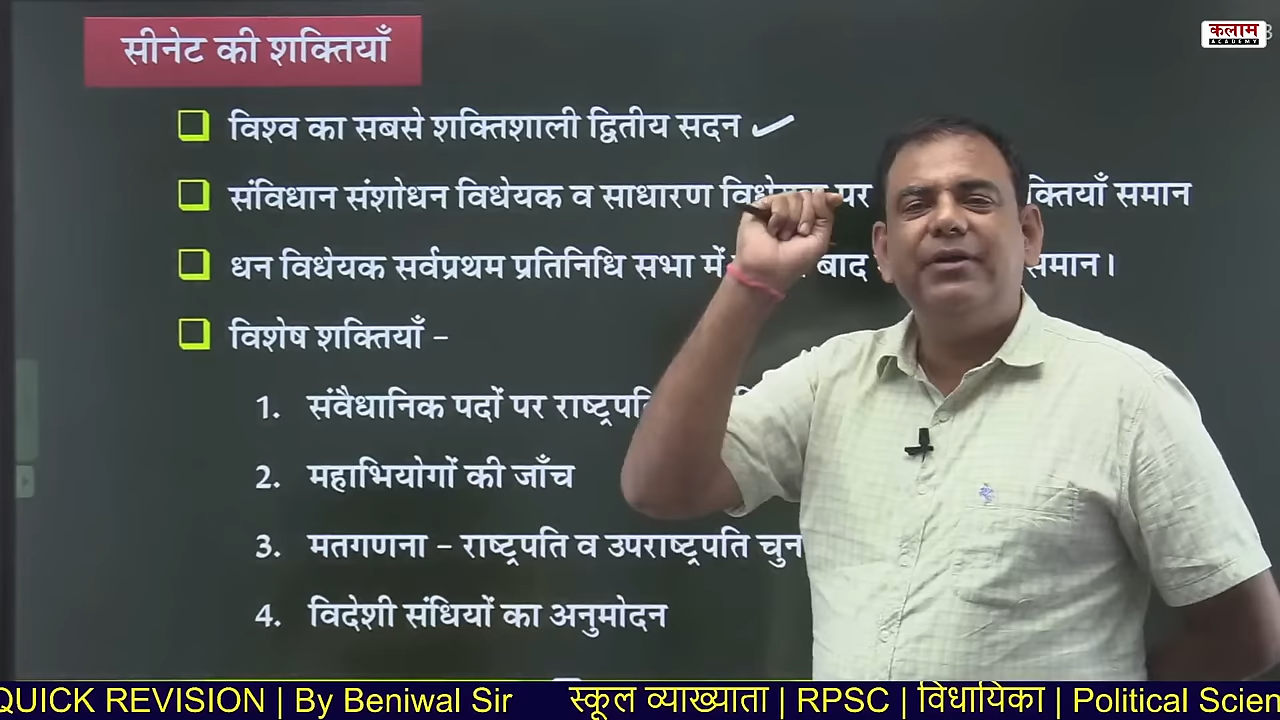 सीनेट की शक्तियाँ
कलाम
ACADEMY
विश्व का सबसे शक्तिशाली द्वितीय सदन
संविधान संशोधन विधेयक व साधारण विधेयक पर समान
धन विधेयक सर्वप्रथम प्रतिनिधि सभा में बाद समान।
विशेष शक्तियाँ –
1. संवैधानिक पदों पर
2. महाभियोगों की जाँच
3. मतगणना – राष्ट्रपति व उपराष्ट्रपति
4. विदेशी संधियों का अनुमोदन
QUICK REVISION | By Beniwal Sir स्कूल व्याख्याता | RPSC | विधायिका | Political